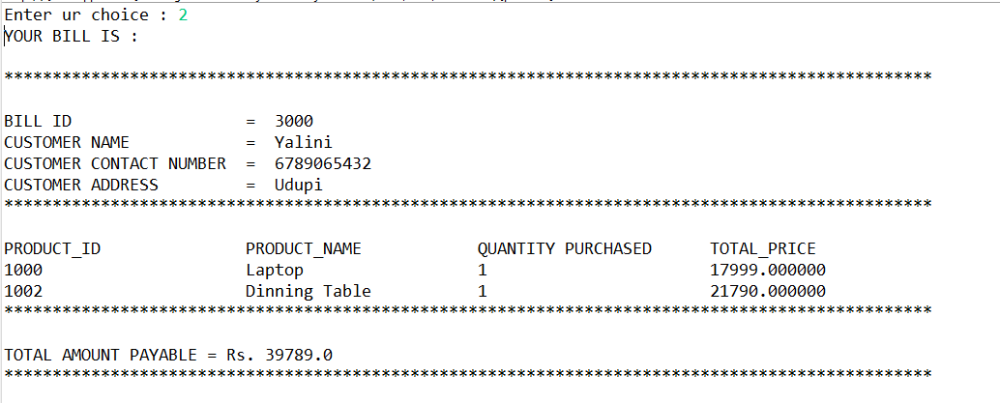 Enter ur choice : 2
YOUR BILL IS :
************************************************************************************************
BILL ID                  =  3000
CUSTOMER NAME            =  Yalini
CUSTOMER CONTACT NUMBER  =  6789065432
CUSTOMER ADDRESS         =  Udupi
************************************************************************************************
PRODUCT_ID               PRODUCT_NAME            QUANTITY PURCHASED      TOTAL_PRICE
1000                     Laptop                  1                       17999.000000
1002                     Dinning Table           1                       21790.000000
************************************************************************************************
TOTAL AMOUNT PAYABLE = Rs. 39789.0
************************************************************************************************